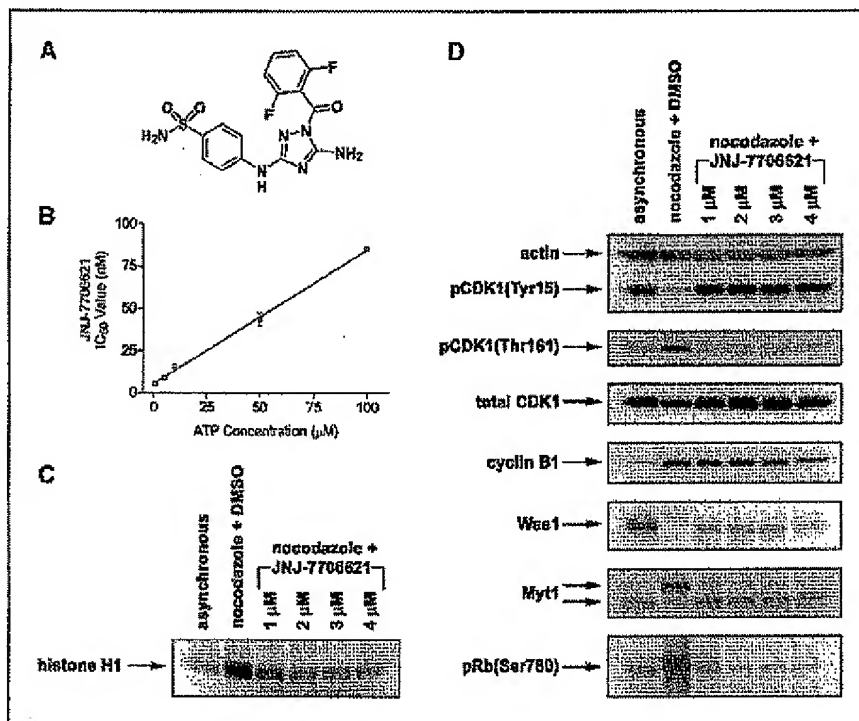 A
F
F
O
O
O
S
H₂N
N
N
N
N
H
NH₂
B
JNJ-7706621
IC₅₀ Value (nM)
100
75
50
25
0
0
25
50
75
100
ATP Concentration (μM)
C
asynchronous
nocodazole + DMSO
nocodazole +
JNJ-7706621
1 μM
2 μM
3 μM
4 μM
histone H1
D
asynchronous
nocodazole + DMSO
nocodazole +
JNJ-7706621
1 μM
2 μM
3 μM
4 μM
actin
pCDK1(Tyr15)
pCDK1(Thr161)
total CDK1
cyclin B1
Wee1
Myt1
pRb(Ser780)